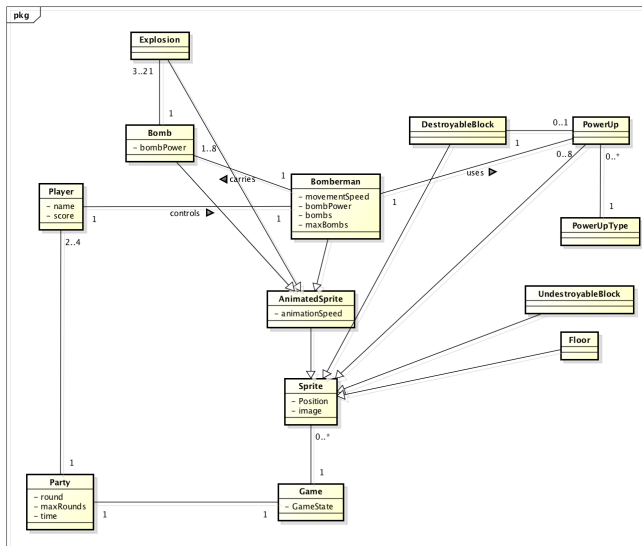 pkg
Explosion
3..21
1
Bomb
– bombPower
1..8
carries
1
DestroyableBlock
1
0..1
PowerUp
0..8
0..*
uses
Bomberman
– movementSpeed
– bombPower
– bombs
– maxBombs
1
1
Player
– name
– score
1
controls
2..4
PowerUpType
1
AnimatedSprite
– animationSpeed
UndestroyableBlock
Floor
Sprite
– Position
– image
0..*
1
Game
– GameState
1
Party
– round
– maxRounds
– time
1
1